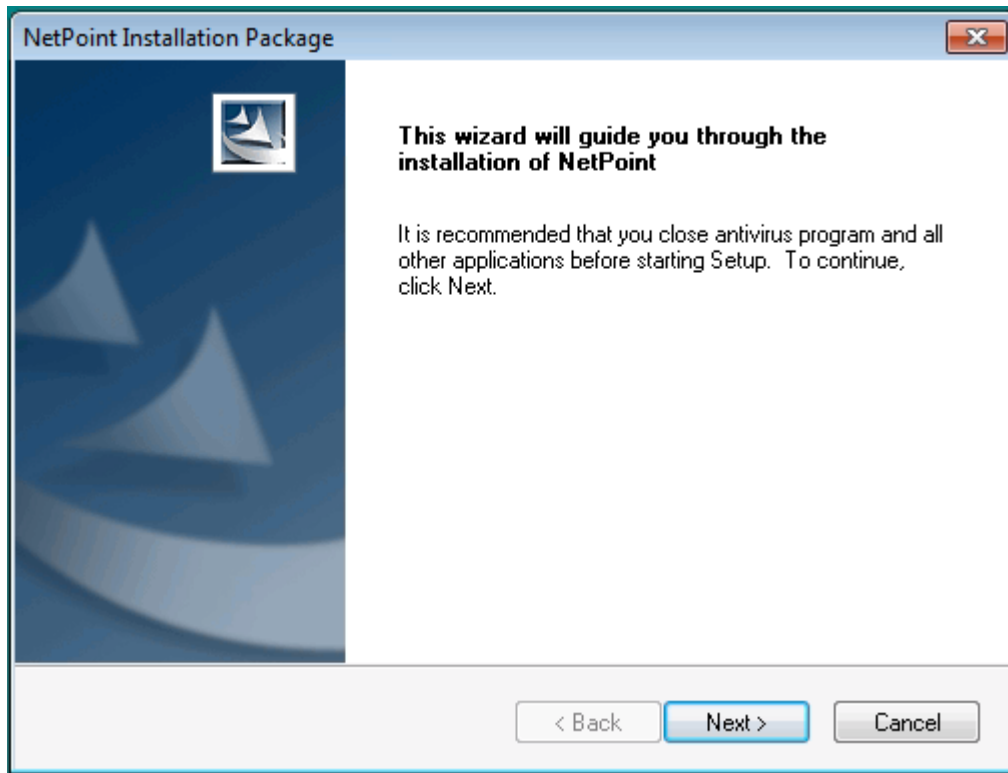 NetPoint Installation Package
This wizard will guide you through the
installation of NetPoint
It is recommended that you close antivirus program and all
other applications before starting Setup.  To continue,
click Next.
< Back
Next >
Cancel